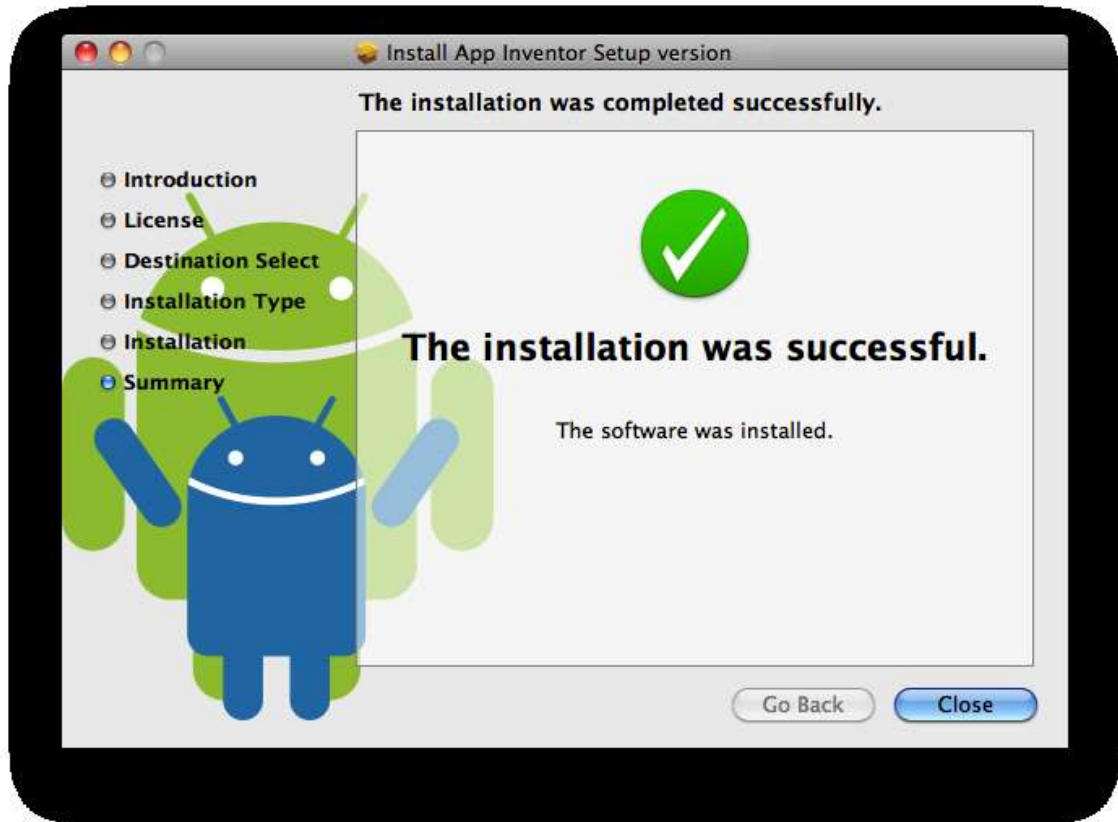 Install App Inventor Setup version
The installation was completed successfully.
Introduction
License
Destination Select
Installation Type
Installation
Summary
The installation was successful.
The software was installed.
Go Back
Close